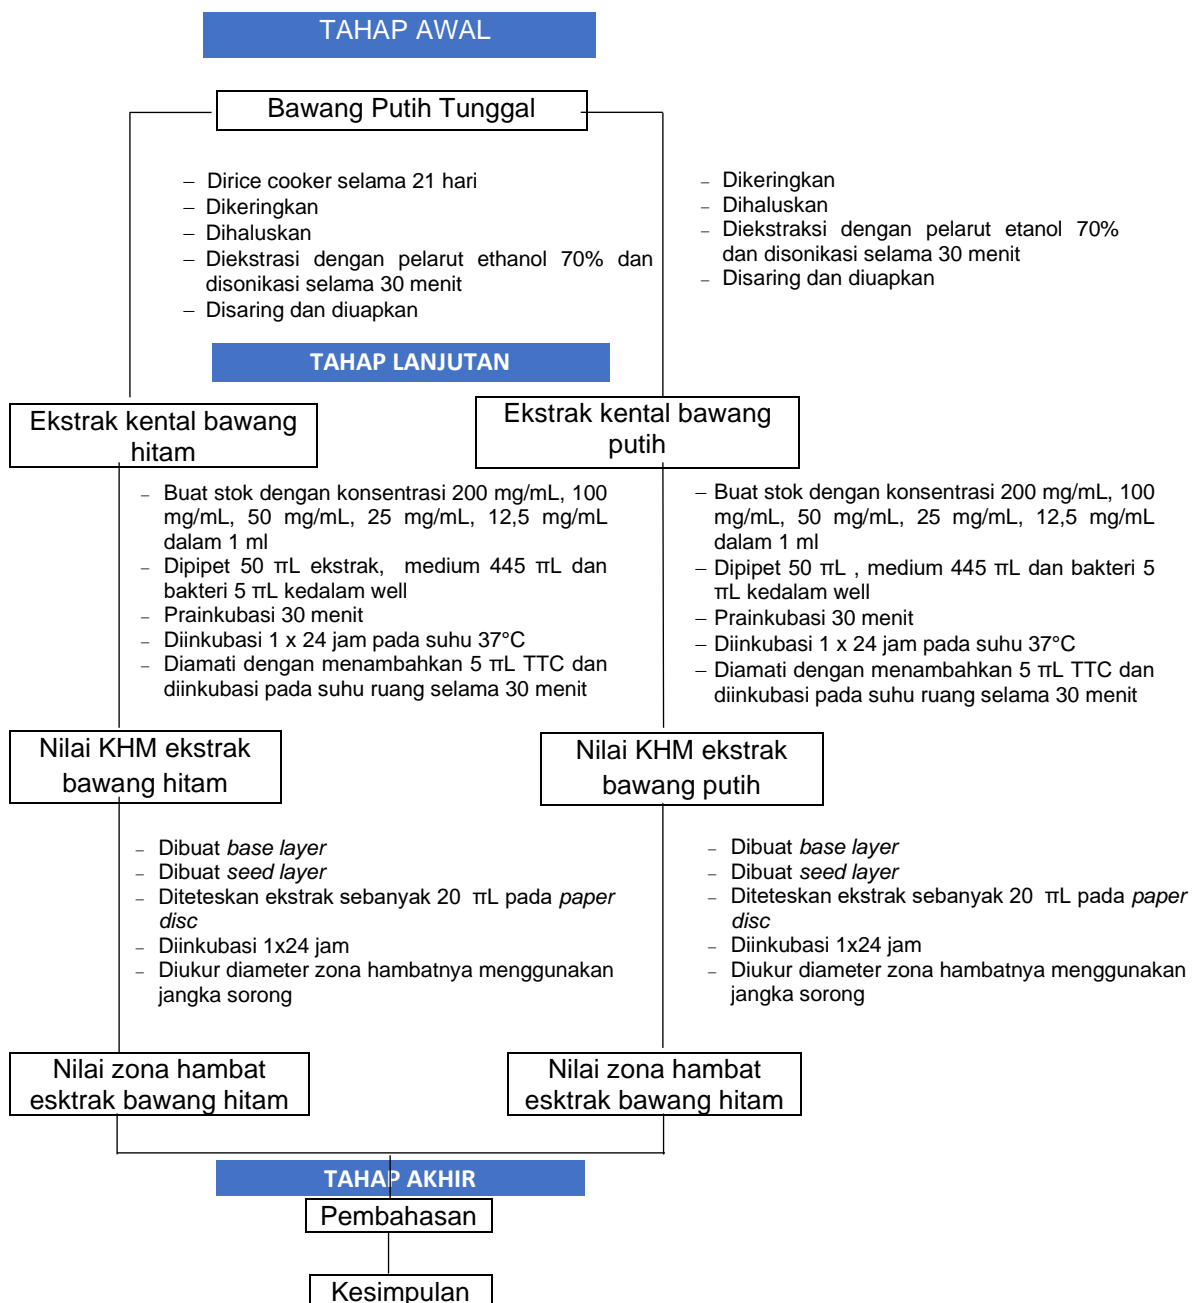 TAHAP AWAL
Bawang Putih Tunggal
– Dirice cooker selama 21 hari
– Dikeringkan
– Dihaluskan
– Diekstrasi dengan pelarut ethanol 70% dan
disonikasi selama 30 menit
– Disaring dan diuapkan
– Dikeringkan
– Dihaluskan
– Diekstraksi dengan pelarut etanol 70%
dan disonikasi selama 30 menit
– Disaring dan diuapkan
TAHAP LANJUTAN
Ekstrak kental bawang
hitam
Ekstrak kental bawang
putih
– Buat stok dengan konsentrasi 200 mg/mL, 100
mg/mL, 50 mg/mL, 25 mg/mL, 12,5 mg/mL
dalam 1 ml
– Dipipet 50 πL ekstrak, medium 445 πL dan
bakteri 5 πL kedalam well
– Prainkubasi 30 menit
– Diinkubasi 1 x 24 jam pada suhu 37°C
– Diamati dengan menambahkan 5 πL TTC dan
diinkubasi pada suhu ruang selama 30 menit
– Buat stok dengan konsentrasi 200 mg/mL, 100
mg/mL, 50 mg/mL, 25 mg/mL, 12,5 mg/mL
dalam 1 ml
– Dipipet 50 πL , medium 445 πL dan bakteri 5
πL kedalam well
– Prainkubasi 30 menit
– Diinkubasi 1 x 24 jam pada suhu 37°C
– Diamati dengan menambahkan 5 πL TTC dan
diinkubasi pada suhu ruang selama 30 menit
Nilai KHM ekstrak
bawang hitam
Nilai KHM ekstrak
bawang putih
– Dibuat base layer
– Dibuat seed layer
– Diteteskan ekstrak sebanyak 20 πL pada paper
disc
– Diinkubasi 1x24 jam
– Diukur diameter zona hambatnya menggunakan
jangka sorong
– Dibuat base layer
– Dibuat seed layer
– Diteteskan ekstrak sebanyak 20 πL pada paper
disc
– Diinkubasi 1x24 jam
– Diukur diameter zona hambatnya menggunakan
jangka sorong
Nilai zona hambat
esktrak bawang hitam
Nilai zona hambat
esktrak bawang hitam
TAHAP AKHIR
Pembahasan
Kesimpulan